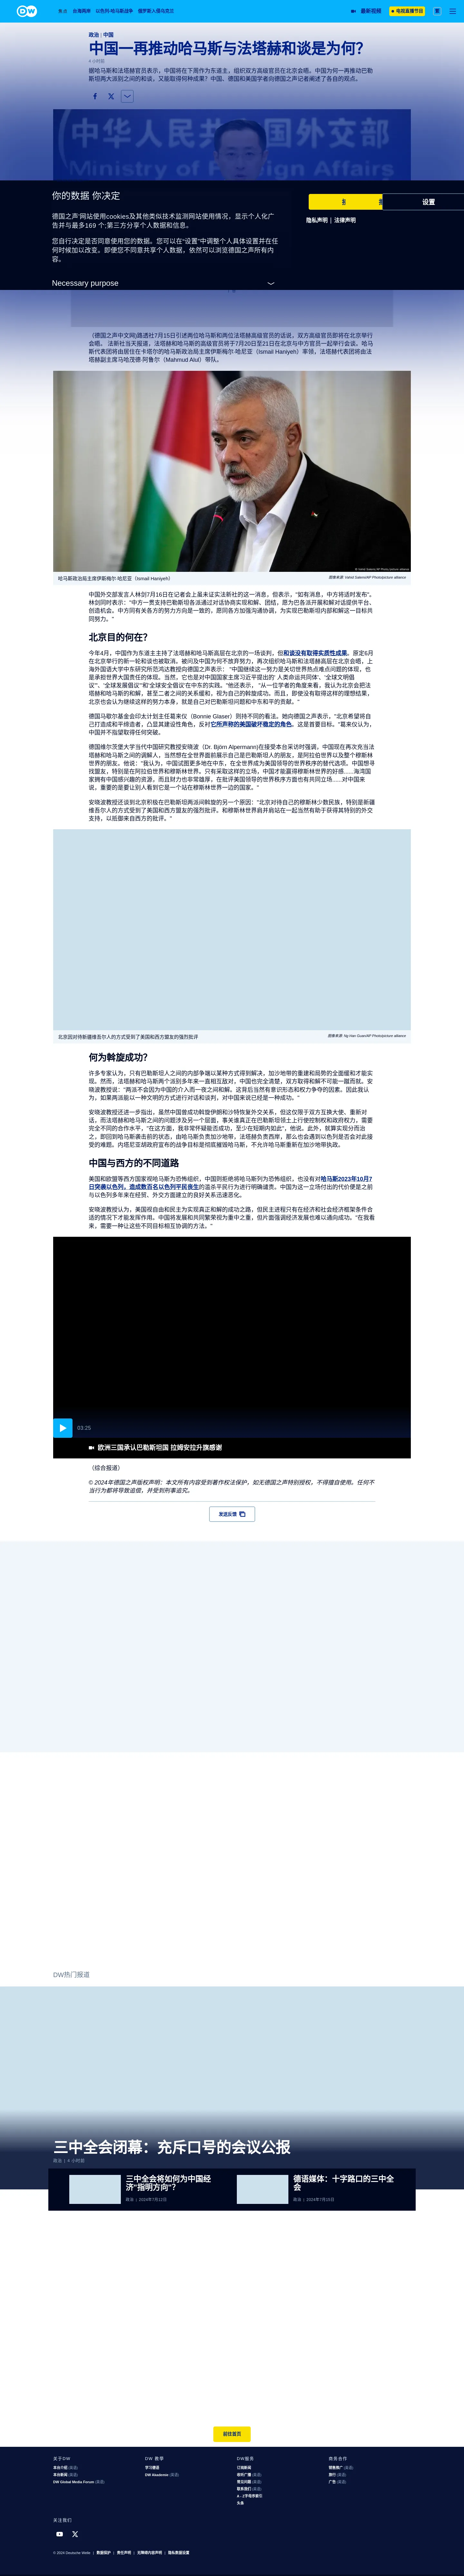 DW
焦点 台湾两岸 以色列-哈马斯战争 俄罗斯入侵乌克兰
最新视频
电视直播节目
繁
政治 | 中国
中国一再推动哈马斯与法塔赫和谈是为何？
据哈马斯和法塔赫官员表示，中国将在下周作为东道主，组织双方高级官员在北京会晤。中国为何一再推动巴勒
斯坦两大派别之间的和谈，又能取得何种成果？中国、德国和美国学者向德国之声记者阐述了各自的观点。
中华人民共和国外交部
Ministry of Foreign Affairs
你的数据 你决定
德国之声'网站使用cookies及其他类似技术监测网站使用情况，显示个人化广
告并与最多169 个;第三方分享个人数据和信息。
您自行决定是否同意使用您的数据。您可以在"设置"中调整个人具体设置并在任
何时候加以改变。即便您不同意共享个人数据，依然可以浏览德国之声所有内
容。
设置
隐私声明 | 法律声明
Necessary purpose
（德国之声中文网)路透社7月15日引述两位哈马斯和两位法塔赫高级官员的话说，双方高级官员即将在北京举行
会晤。 法新社当天报道，哈马斯的高级官员将于7月20日至21日在北京与中方官员一起举行会谈。哈马
斯代表团将由居住在卡塔尔的哈马斯政治局主席伊斯梅尔·哈尼亚（Ismail Haniyeh）率领，法塔赫代表团将由法
塔赫副主席马哈茂德·阿鲁尔（Mahmud Alul）带队。
哈马斯政治局主席伊斯梅尔·哈尼亚（Ismail Haniyeh）
图像来源: Vahid Salemi/AP Photo/picture alliance
中国外交部发言人林剑7月16日在记者会上虽未证实法新社的这一消息，但表示，"如有消息，中方将适时发布"。
林剑同时表示："中方一贯支持巴勒斯坦各派通过对话协商实现和解、团结，愿为巴各派开展和解对话提供平台，
创造机会。中方同有关各方的努力方向是一致的，愿同各方加强沟通协调，为实现巴勒斯坦内部和解这一目标共
同努力。"
北京目的何在？
今年4月，中国作为东道主主持了法塔赫和哈马斯高层在北京的一场谈判，但和谈没有取得实质性成果。原定6月
在北京举行的新一轮和谈也被取消。被问及中国为何不放弃努力，再次组织哈马斯和法塔赫高层在北京会晤，上
海外国语大学中东研究所范鸿达教授向德国之声表示： "中国一直在努力营造负责任的世界大国形象，展现的也
是承担世界大国责任的体现。当然，它也是对中国国家主席习近平提出的' 人类命运共同体'、'全球文明倡
议'、'全球发展倡议'"和'全球安全倡议'在中东的实践。"他还表示： "从一位学者的角度来看，我认为北京把法
塔赫和哈马斯的和解，甚至二者之间的关系缓和，视为自己的斡旋成功。而且，即使没有取得这样的理想结果，
北京也会认为继续这样的努力本身，就是自己对巴勒斯坦问题和中东和平的贡献。"
德国马歇尔基金会印太计划主任葛来仪（Bonnie Glaser）则持不同的看法。她向德国之声表示，"北京希望将自
己打造成和平缔造者，凸显其建设性角色，反对它所声称的美国破坏稳定的角色。这是首要目标。"葛来仪认为，
中国并不指望取得任何突破。
德国维尔茨堡大学当代中国研究教授安晓波（Dr. Björn Alpermann)在接受本台采访时强调，中国现在再次充当法
塔赫和哈马斯之间的调解人，当然想在全世界面前显示自己是巴勒斯坦人的朋友，阿拉伯世界和穆斯林世界人的
朋友。他说："我认为，中国试图更多地在中东，在全世界成为美国领导的世界秩序的替代选项。中国想寻
找盟友，特别是在阿拉伯世界和穆斯林世界。只有采取这样的立场，中国才能赢得穆斯林世界的好感......海湾国
家拥有中国感兴趣的资源，而且财力也非常雄厚，在批评美国领导的世界秩序方面也有共同立场......对中国来
说，重要的是要让别人看到它是一个站在穆斯林世界一边的国家。"
安晓波教授还谈到北京积极在巴勒斯坦两派间斡旋的另一个原因："北京对待自己的穆斯林少数民族，特别是新疆
维吾尔人的方式受到了美国和西方盟友的强烈批评。和穆斯林世界肩并肩站在一起当然有助于获得其特别的外交
支持，以抵御来自西方的批评。"
北京因对待新疆维吾尔人的方式受到了美国和西方盟友的强烈批评
图像来源: Ng Han Guan/AP Photo/picture alliance
何为斡旋成功？
许多专家认为，只有巴勒斯坦人之间的内部争端以某种方式得到解决，加沙地带的重建和局势的全面缓和才能实
现。然而，法塔赫和哈马斯两个派别多年来一直相互敌对，中国也完全清楚，双方取得和解不可能一蹴而就。安
晓波教授说："两派不会因为中国的介入而一夜之间和解。这背后当然有意识形态和权力争夺的因素。因此我认
为，如果两派能以一种文明的方式进行对话和谈判，对中国来说已经是一种成功。"
安晓波教授还进一步指出，虽然中国曾成功斡旋伊朗和沙特恢复外交关系，但这仅限于双方互换大使、重新对
话，而法塔赫和哈马斯之间的问题涉及另一个层面，事关谁真正在巴勒斯坦领土上行使控制权和自决权，需要更
加完全不同的合作水平。"在这方面，我非常怀疑能否成功，至少在短期内如此"。他说，此外，实质障碍包括双
之间，即回到哈马斯袭击前的状态，由哈马斯负责加沙地带，法塔赫负责西岸，那么也会遇到以色列是否会对此接
受的难题。内塔尼亚胡政府宣布的战争目标是彻底摧毁哈马斯，不允许哈马斯重新在加沙地带执政。
中国与西方的不同道路
美国和欧盟等西方国家视哈马斯为恐怖组织，中国则拒绝将哈马斯列为恐怖组织，也没有对哈马斯2023年10月7
日突袭以色列，造成数百名以色列平民丧生的滥杀平民行为进行明确谴责。中国为这一立场付出的代价便是之前
与以色列多年来在经贸、外交方面建立的良好关系迅速恶化。
安晓波教授认为，美国视自由和民主为实现真正和解的成功之路，但民主进程只有在经济和社会经济框架条件合
适的情况下才能发挥作用。中国将发展和共同繁荣视为重中之重，但片面强调经济发展也难以通向成功。"在我看
来，需要一种让这些不同目标相互协调的方法。"
03:25
欧洲三国承认巴勒斯坦国 拉姆安拉升旗感谢
（综合报道）
© 2024年德国之声版权声明：本文所有内容受到著作权法保护，如无德国之声特别授权，不得擅自使用。任何不
当行为都将导致追偿，并受到刑事追究。
发送反馈
DW热门报道
三中全会闭幕：充斥口号的会议公报
政治 | 4 小时前
三中全会将如何为中国经
济"指明方向"？
政治 | 2024年7月12日
德语媒体：十字路口的三中全
会
政治 | 2024年7月15日
前往首页
关于DW
本台介绍 (英语)
本台新闻 (英语)
DW Global Media Forum (英语)
DW 教学
学习德语
DW Akademie (英语)
DW服务
订阅新闻
收听广播 (英语)
常见问题 (英语)
联系我们 (英语)
A - Z字母排索引
头条
商务合作
销售推广 (英语)
旅行 (英语)
广告 (英语)
关注我们
© 2024 Deutsche Welle | 数据保护 | 责任声明 | 无障碍内容声明 | 隐私数据设置